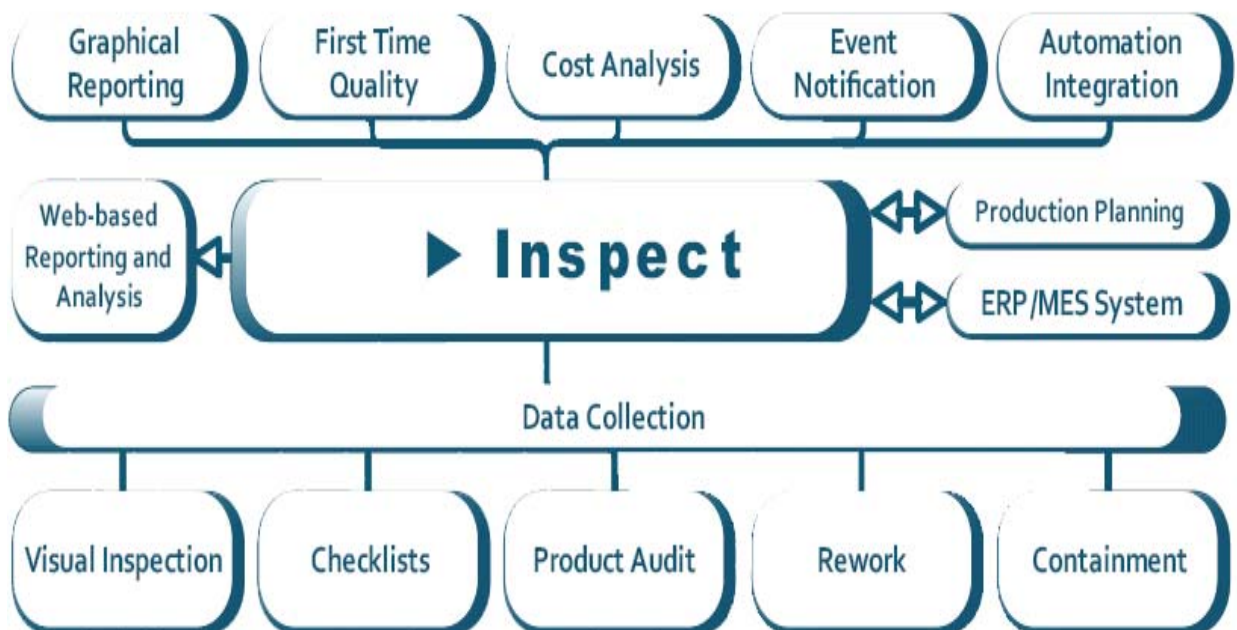 Graphical
Reporting
First Time
Quality
Cost Analysis
Event
Notification
Automation
Integration
Web-based
Reporting and
Analysis
Inspect
Production Planning
ERP/MES System
Data Collection
Visual Inspection
Checklists
Product Audit
Rework
Containment